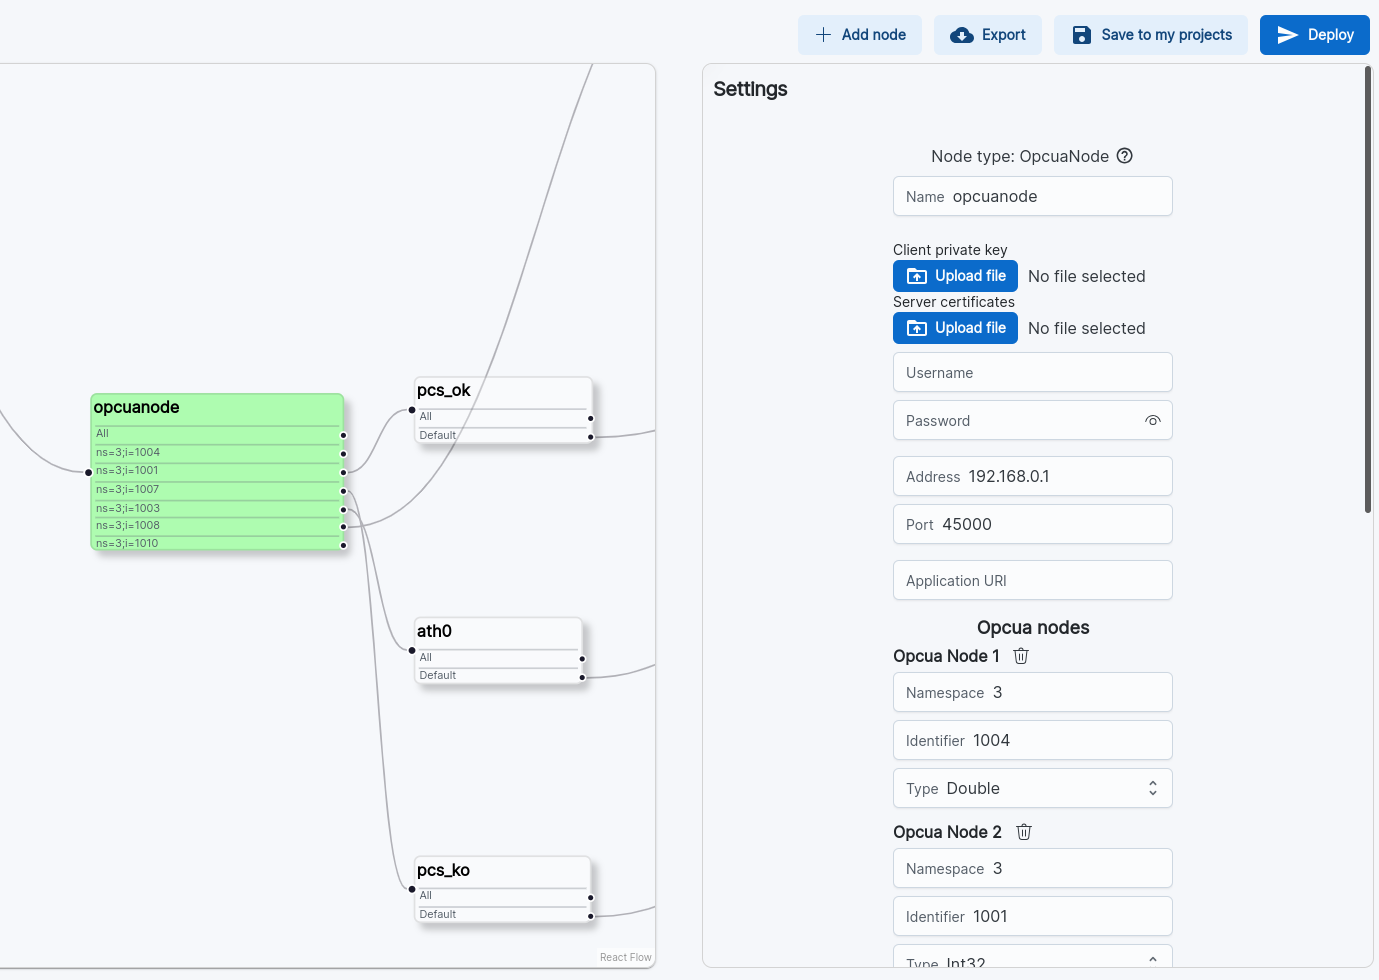 Add node
Export
Save to my projects
Deploy
opcuanode
All
ns=3;i=1004
ns=3;i=1001
ns=3;i=1007
ns=3;i=1003
ns=3;i=1008
ns=3;i=1010
pcs_ok
All
Default
ath0
All
Default
pcs_ko
All
Default
React Flow
Settings
Node type: OpcuaNode
Name opcuanode
Client private key
Upload file No file selected
Server certificates
Upload file No file selected
Username
Password
Address 192.168.0.1
Port 45000
Application URI
Opcua nodes
Opcua Node 1
Namespace 3
Identifier 1004
Type Double
Opcua Node 2
Namespace 3
Identifier 1001
Type Int32